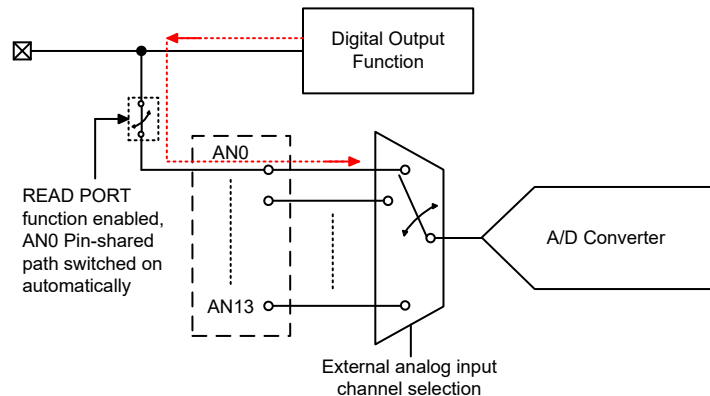 Digital Output
Function
AN0
READ PORT
function enabled,
AN0 Pin-shared
path switched on
automatically
A/D Converter
AN13
External analog input
channel selection